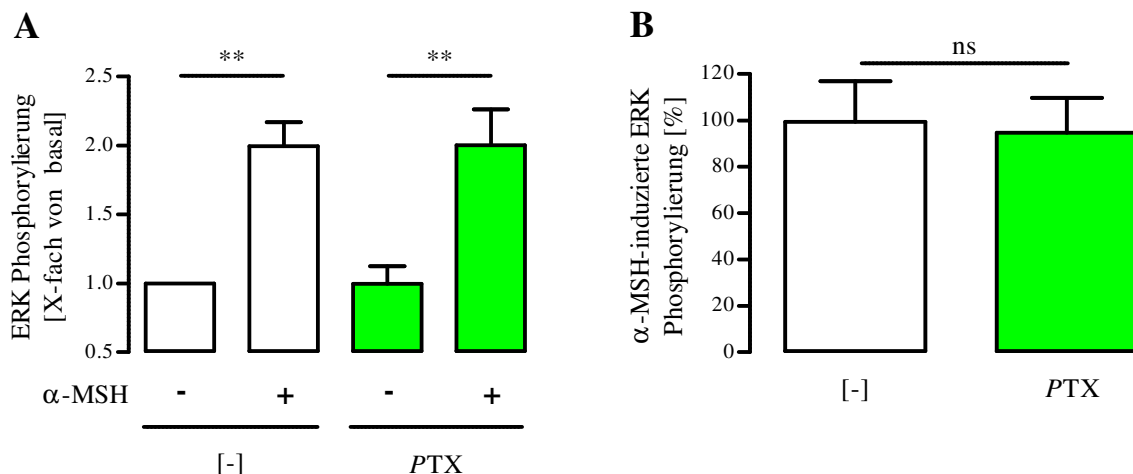 A
ERK Phosphorylierung
[X-fach von basal]
2.5
2.0
1.5
1.0
0.5
**
**
α-MSH
- + - +
[-] PTX
B
α-MSH-induzierte ERK
Phosphorylierung [%]
120
100
80
60
40
20
0
ns
[-] PTX